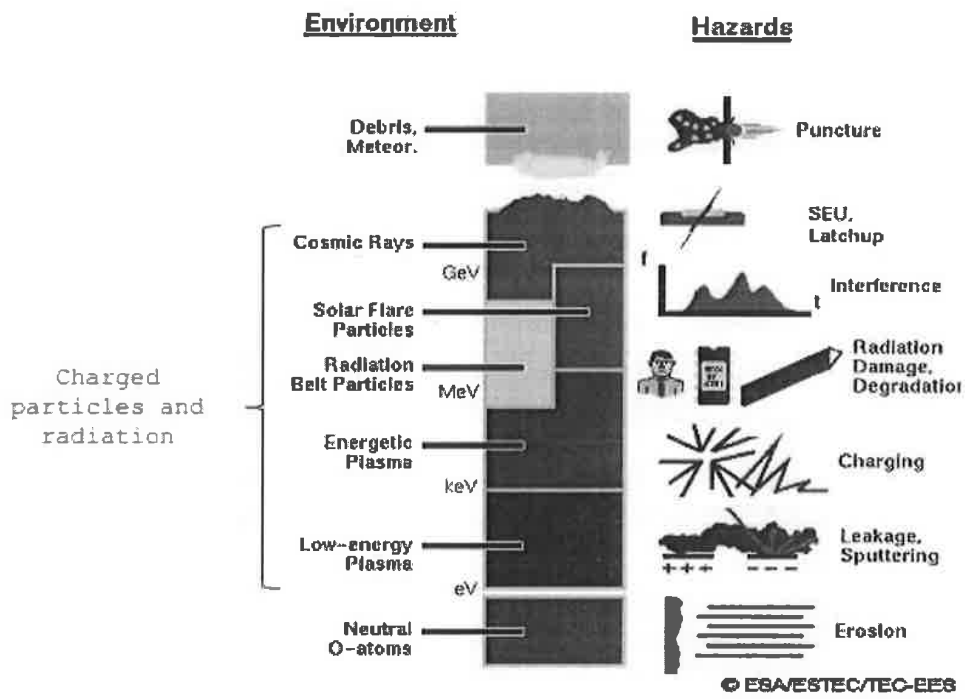 Environment
Hazards
Debris,
Meteor.
Puncture
Cosmic Rays
SEU,
Latchup
GeV
f
Interference
t
Solar Flare
Particles
Radiation
Belt Particles
Radiation
Damage,
Degradation
MeV
Charged
particles and
radiation
Energetic
Plasma
Charging
keV
Low-energy
Plasma
Leakage,
Sputtering
+ + +
- - -
eV
Neutral
O-atoms
Erosion
© ESA/ESTEC/TEC-EES